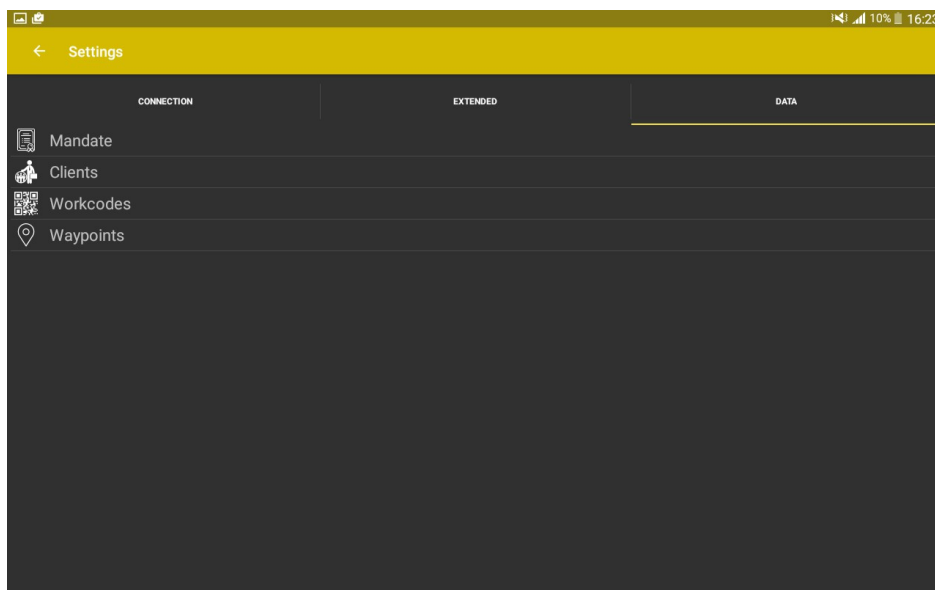 10% 16:23
Settings
CONNECTION EXTENDED DATA
Mandate
Clients
Workcodes
Waypoints